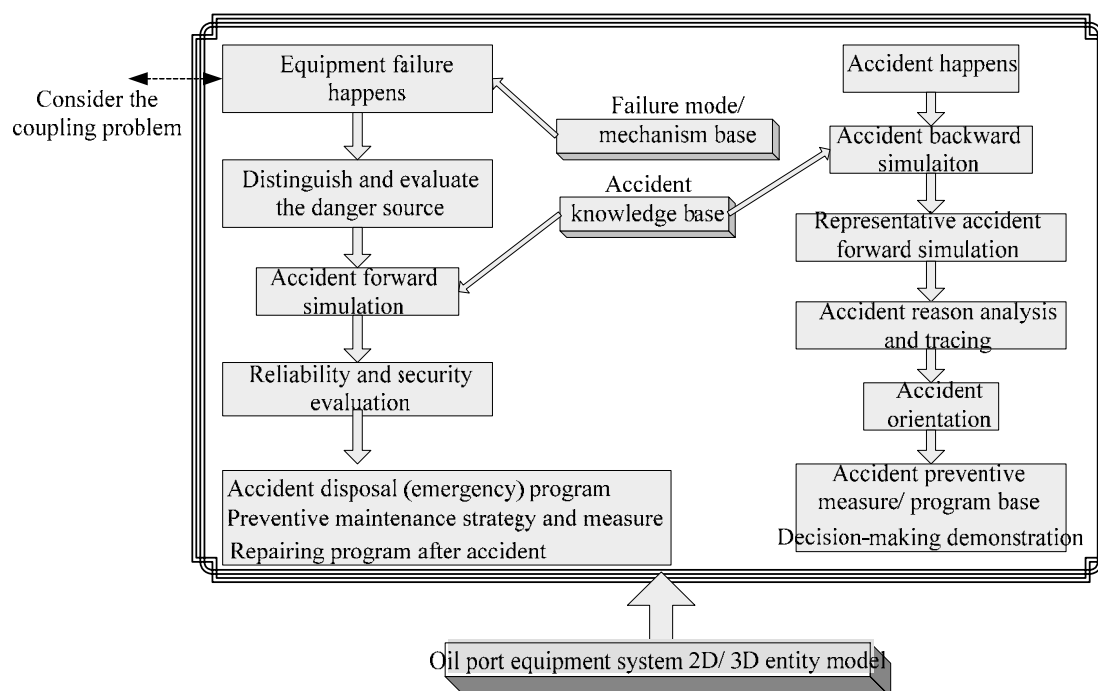 Equipment failure
happens
Consider the
coupling problem
Distinguish and evaluate
the danger source
Accident forward
simulation
Reliability and security
evaluation
Accident disposal (emergency) program
Preventive maintenance strategy and measure
Repairing program after accident
Failure mode/
mechanism base
Accident
knowledge base
Accident happens
Accident backward
simulaiton
Representative accident
forward simulation
Accident reason analysis
and tracing
Accident
orientation
Accident preventive
measure/ program base
Decision-making demonstration
Oil port equipment system 2D/ 3D entity model